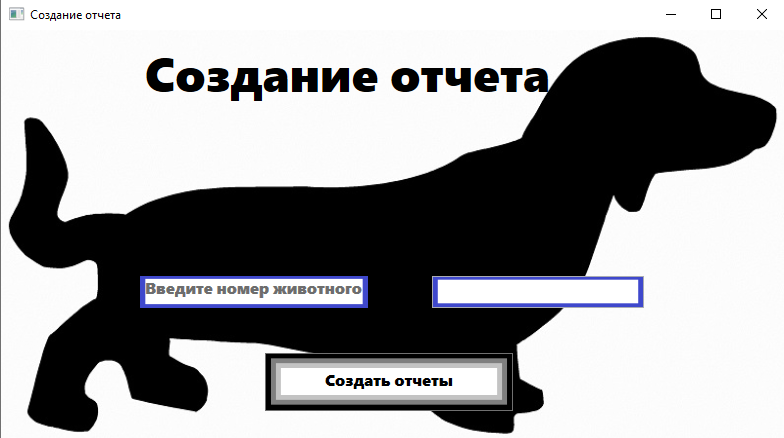 Создание отчета
Создание отчета
Введите номер животного
Создать отчеты